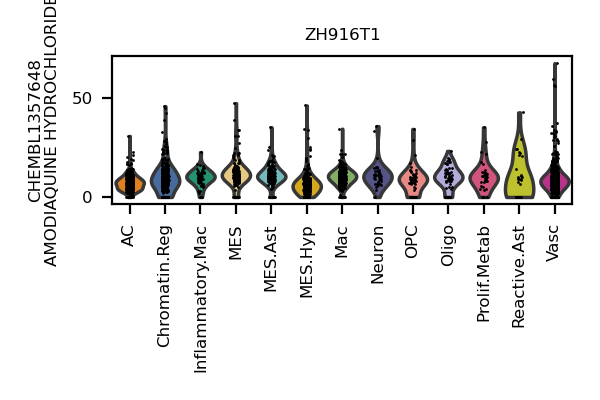 ZH916T1
CHEMBL1357648
AMODIAQUINE HYDROCHLORIDE
50
0
AC
Chromatin.Reg
Inflammatory.Mac
MES
MES.Ast
MES.Hyp
Mac
Neuron
OPC
Oligo
Prolif.Metab
Reactive.Ast
Vasc